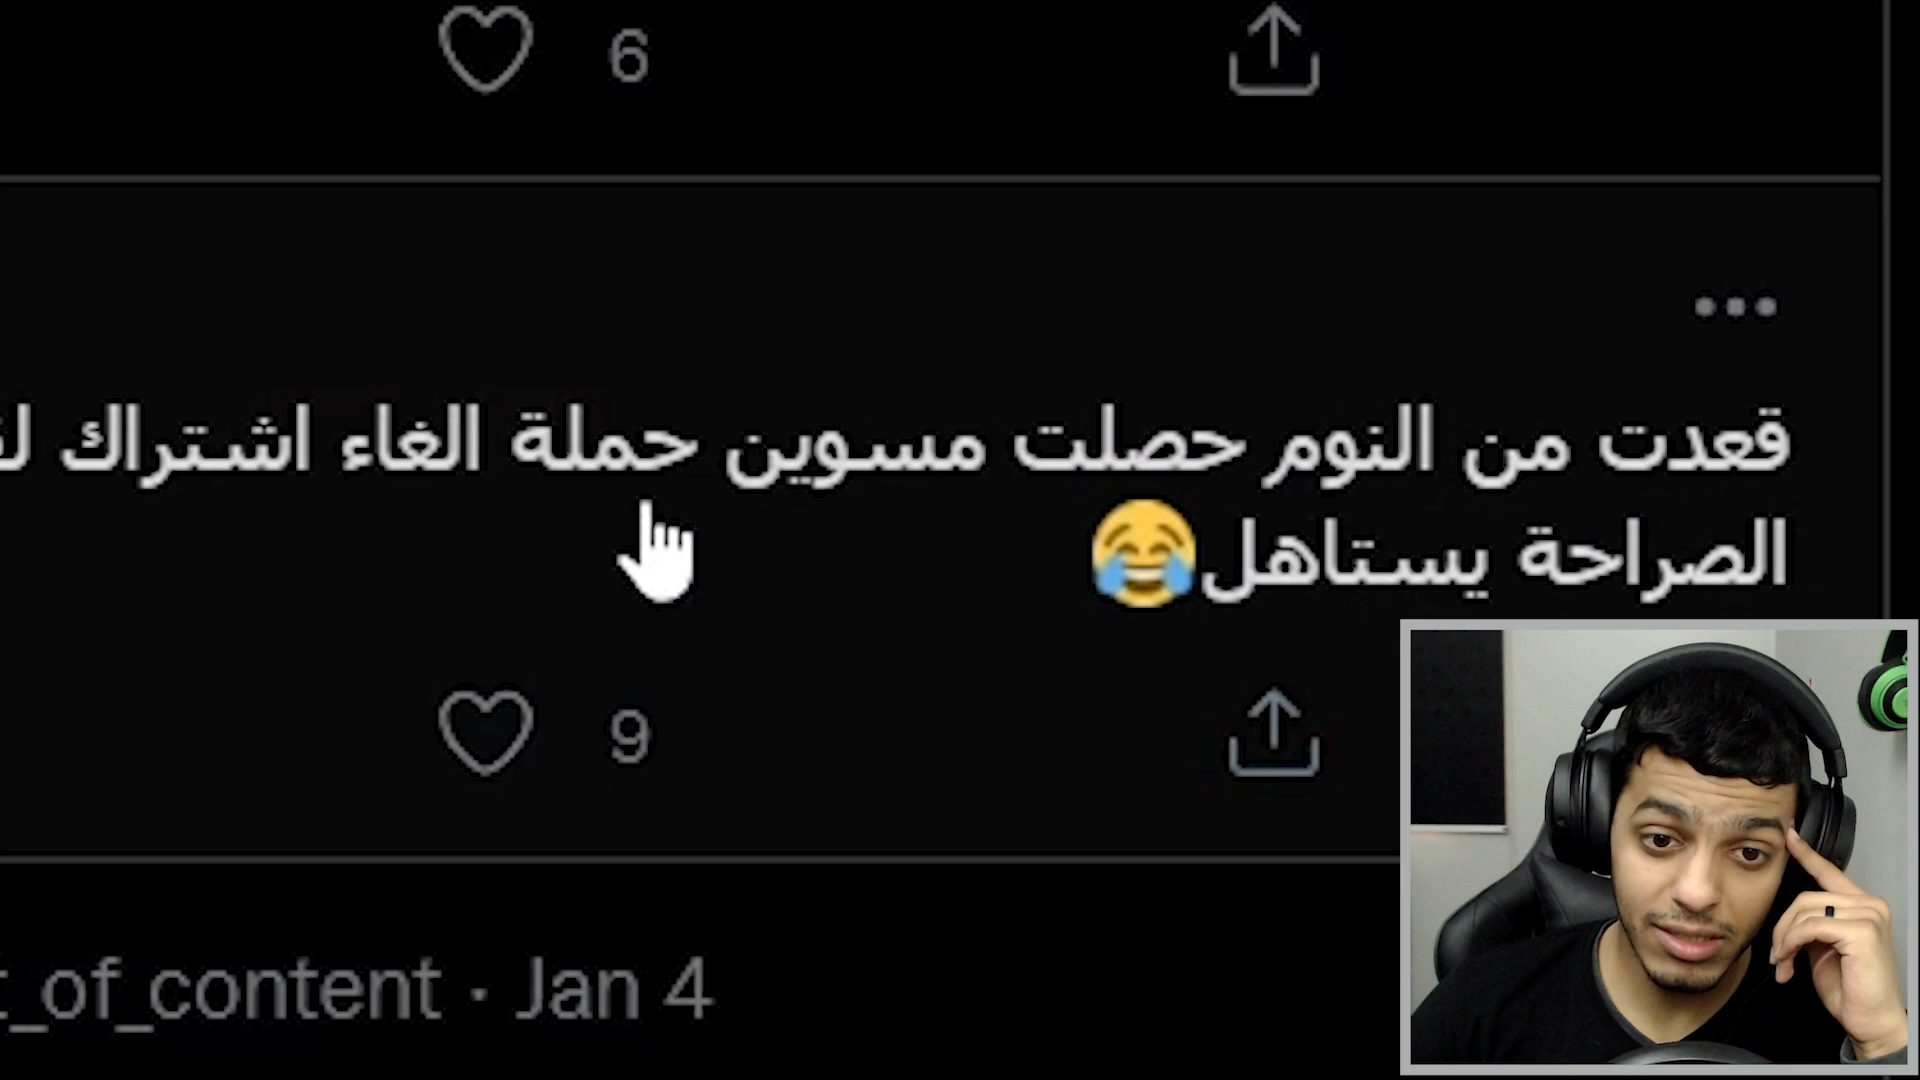 6
قعدت من النوم حصلت مسوين حملة الغاء اشتراك
الصراحة يستاهل😂
9
_of_content · Jan 4